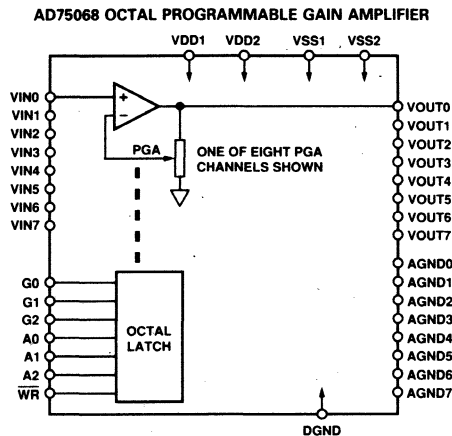 AD75068 OCTAL PROGRAMMABLE GAIN AMPLIFIER
VDD1 VDD2 VSS1 VSS2
VIN0
VIN1
VIN2
VIN3
VIN4
VIN5
VIN6
VIN7
+
−
PGA
ONE OF EIGHT PGA
CHANNELS SHOWN
VOUT0
VOUT1
VOUT2
VOUT3
VOUT4
VOUT5
VOUT6
VOUT7
G0
G1
G2
A0
A1
A2
WR
OCTAL
LATCH
AGND0
AGND1
AGND2
AGND3
AGND4
AGND5
AGND6
AGND7
DGND